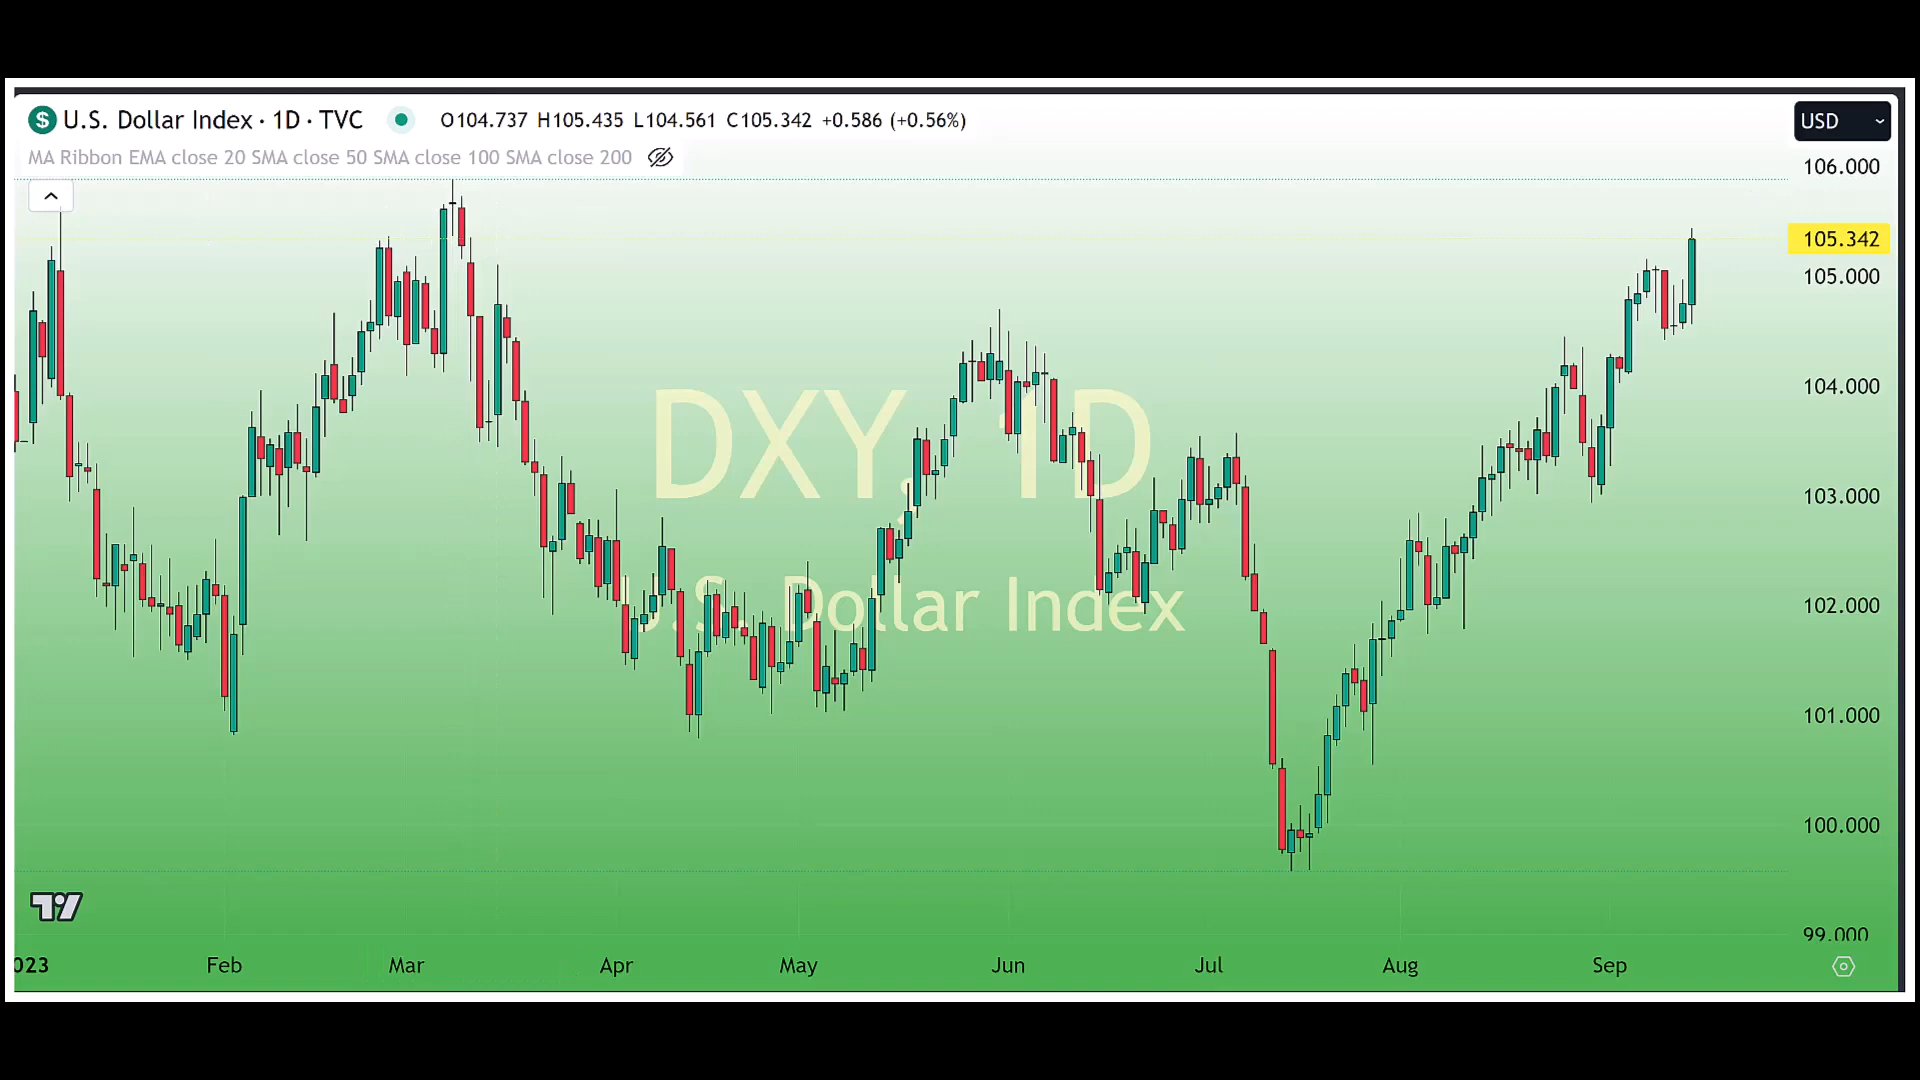 U.S. Dollar Index · 1D · TVC O104.737 H105.435 L104.561 C105.342 +0.586 (+0.56%)
USD
MA Ribbon EMA close 20 SMA close 50 SMA close 100 SMA close 200
106.000
105.342
105.000
104.000
103.000
102.000
101.000
100.000
99.000
DXY, 1D
U.S. Dollar Index
023 Feb Mar Apr May Jun Jul Aug Sep